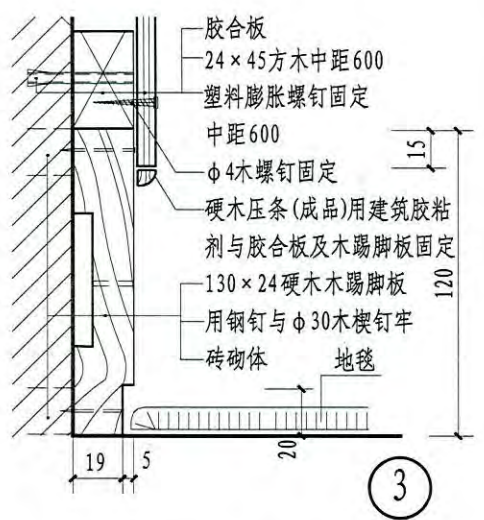 胶合板
24×45方木中距600
塑料膨胀螺钉固定
中距600
φ4木螺钉固定
硬木压条(成品)用建筑胶粘
剂与胶合板及木踢脚板固定
130×24硬木木踢脚板
用钢钉与φ30木楔钉牢
砖砌体
地毯
15
120
20
19
5
3